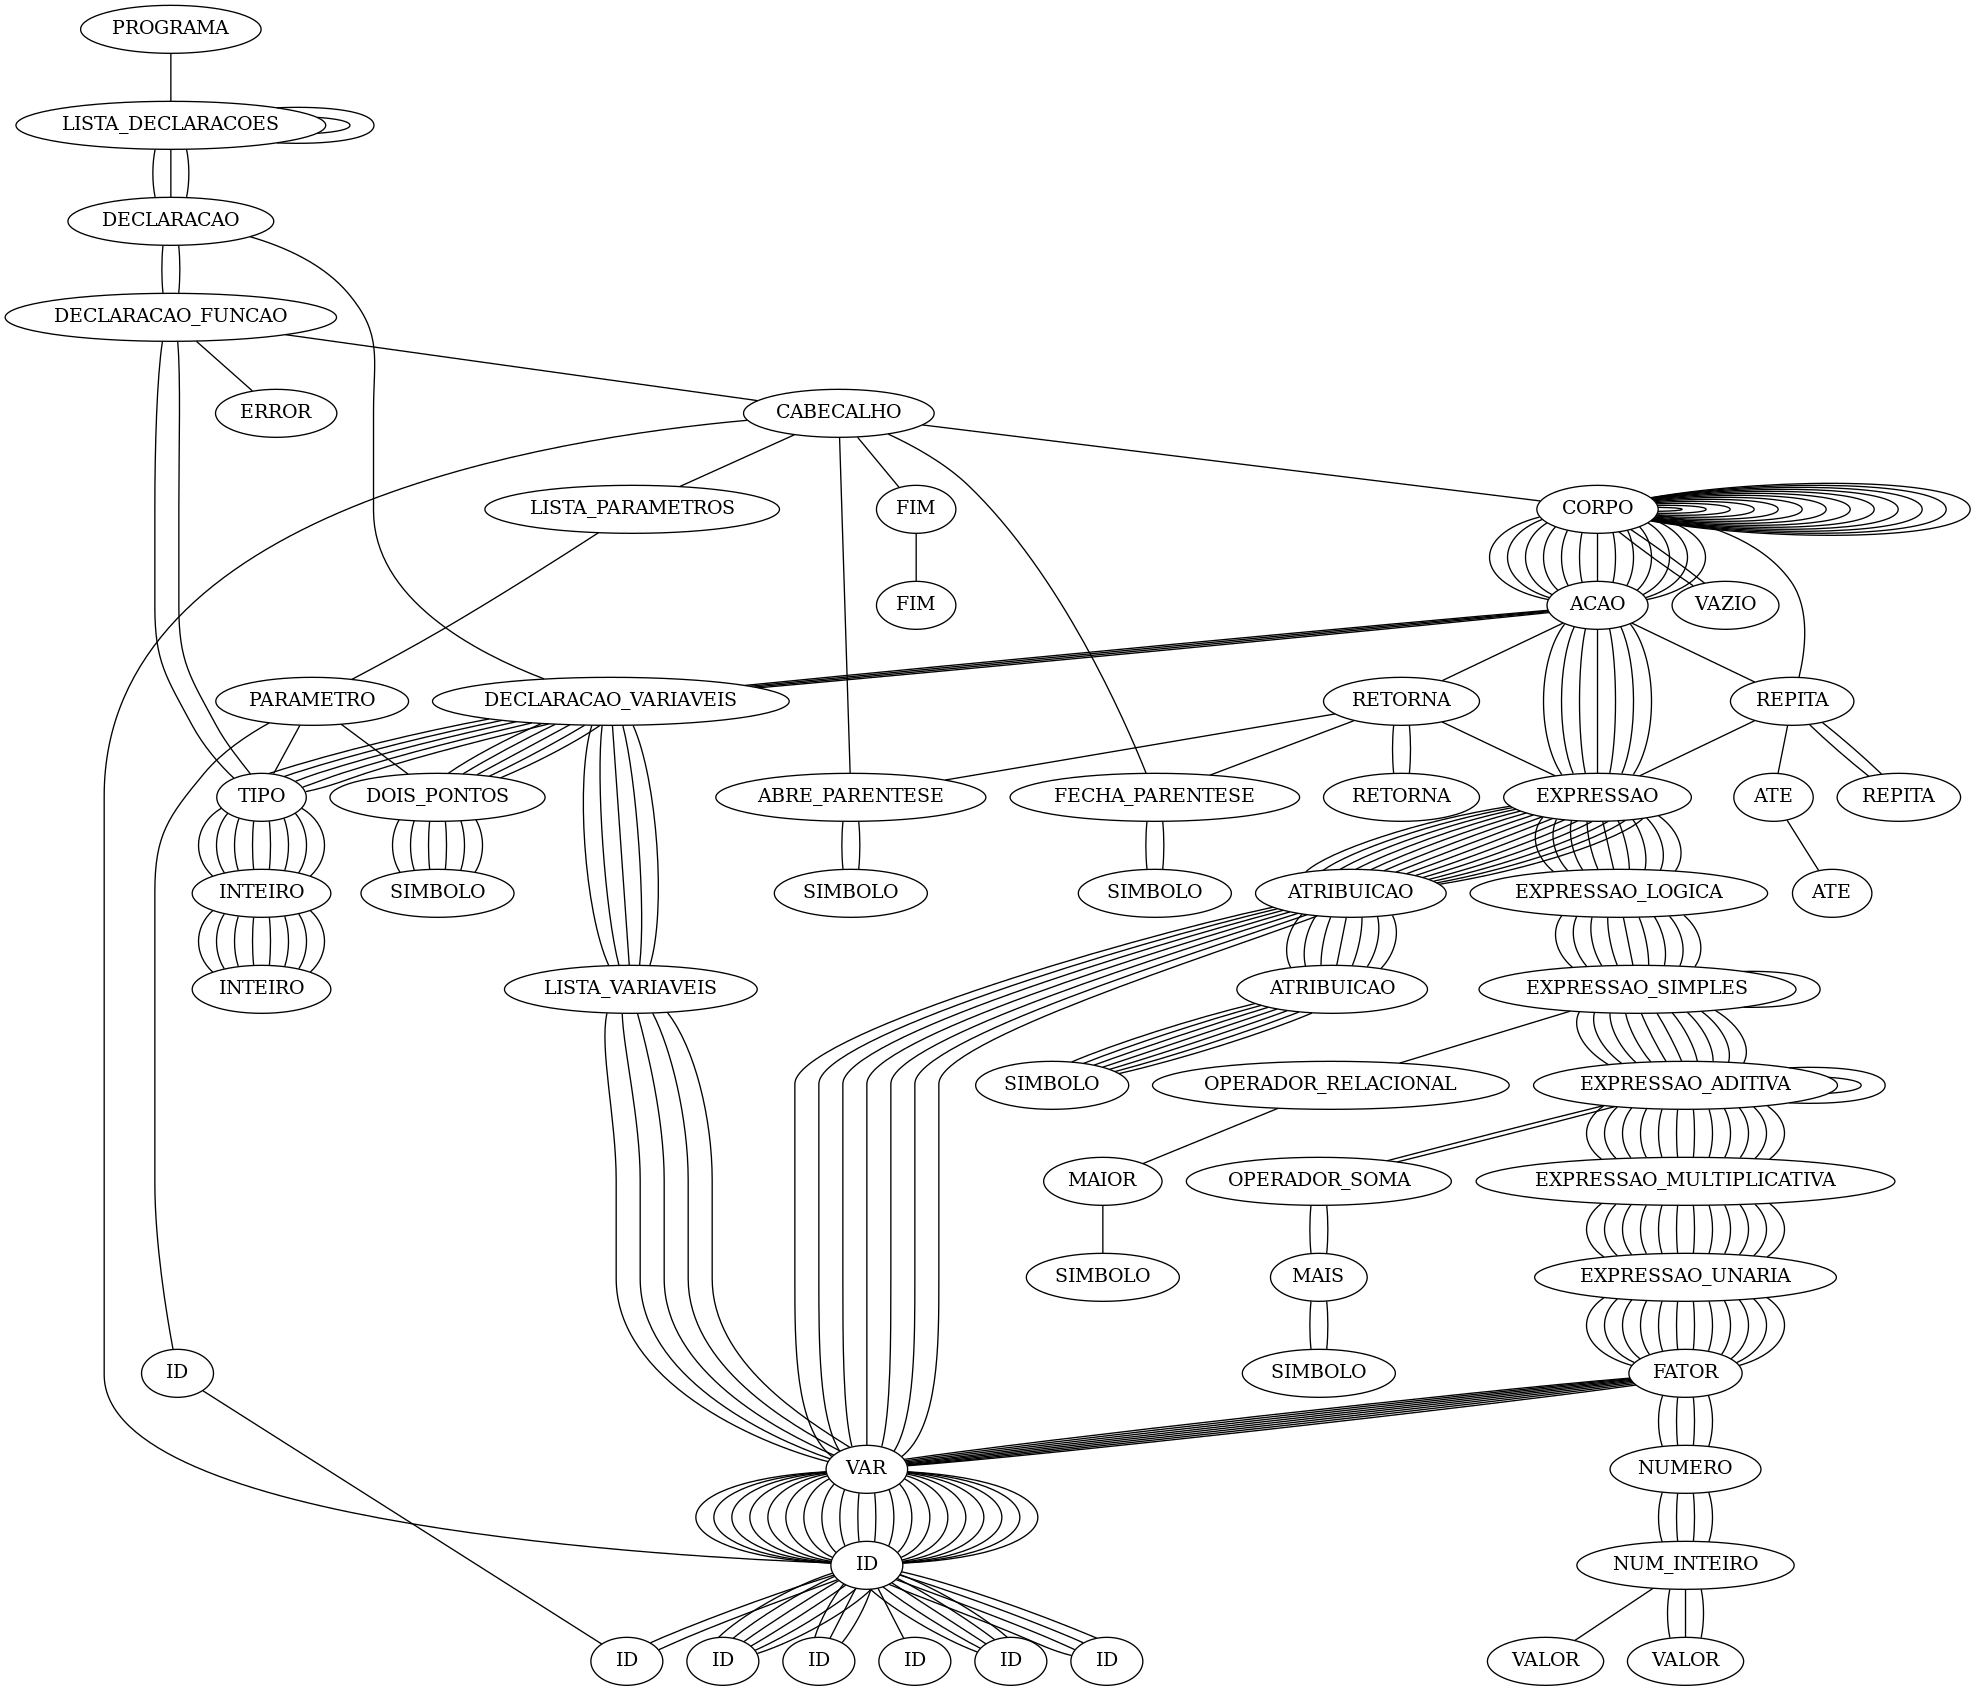 PROGRAMA
LISTA_DECLARACOES
DECLARACAO
DECLARACAO_FUNCAO
ERROR
CABECALHO
LISTA_PARAMETROS
FIM
CORPO
FIM
ACAO
VAZIO
PARAMETRO
DECLARACAO_VARIAVEIS
RETORNA
REPITA
TIPO
DOIS_PONTOS
ABRE_PARENTESE
FECHA_PARENTESE
RETORNA
EXPRESSAO
ATE
REPITA
INTEIRO
SIMBOLO
SIMBOLO
SIMBOLO
ATRIBUICAO
EXPRESSAO_LOGICA
ATE
INTEIRO
LISTA_VARIAVEIS
ATRIBUICAO
EXPRESSAO_SIMPLES
SIMBOLO
OPERADOR_RELACIONAL
EXPRESSAO_ADITIVA
MAIOR
OPERADOR_SOMA
EXPRESSAO_MULTIPLICATIVA
SIMBOLO
MAIS
EXPRESSAO_UNARIA
ID
SIMBOLO
FATOR
VAR
NUMERO
ID
NUM_INTEIRO
ID
ID
ID
ID
ID
ID
VALOR
VALOR